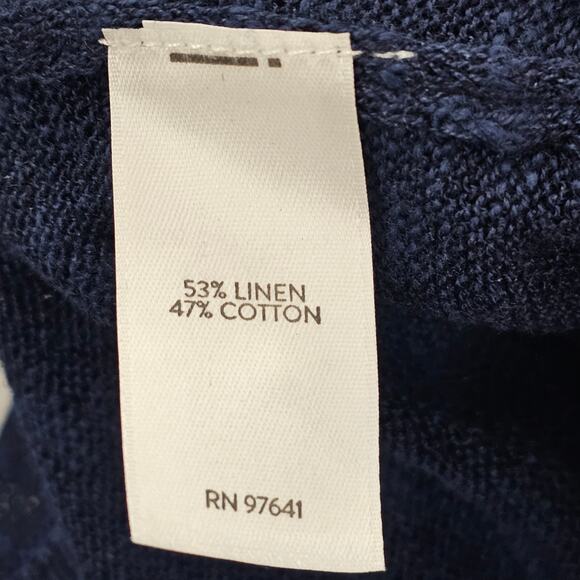 53% LINEN
47% COTTON
RN 97641